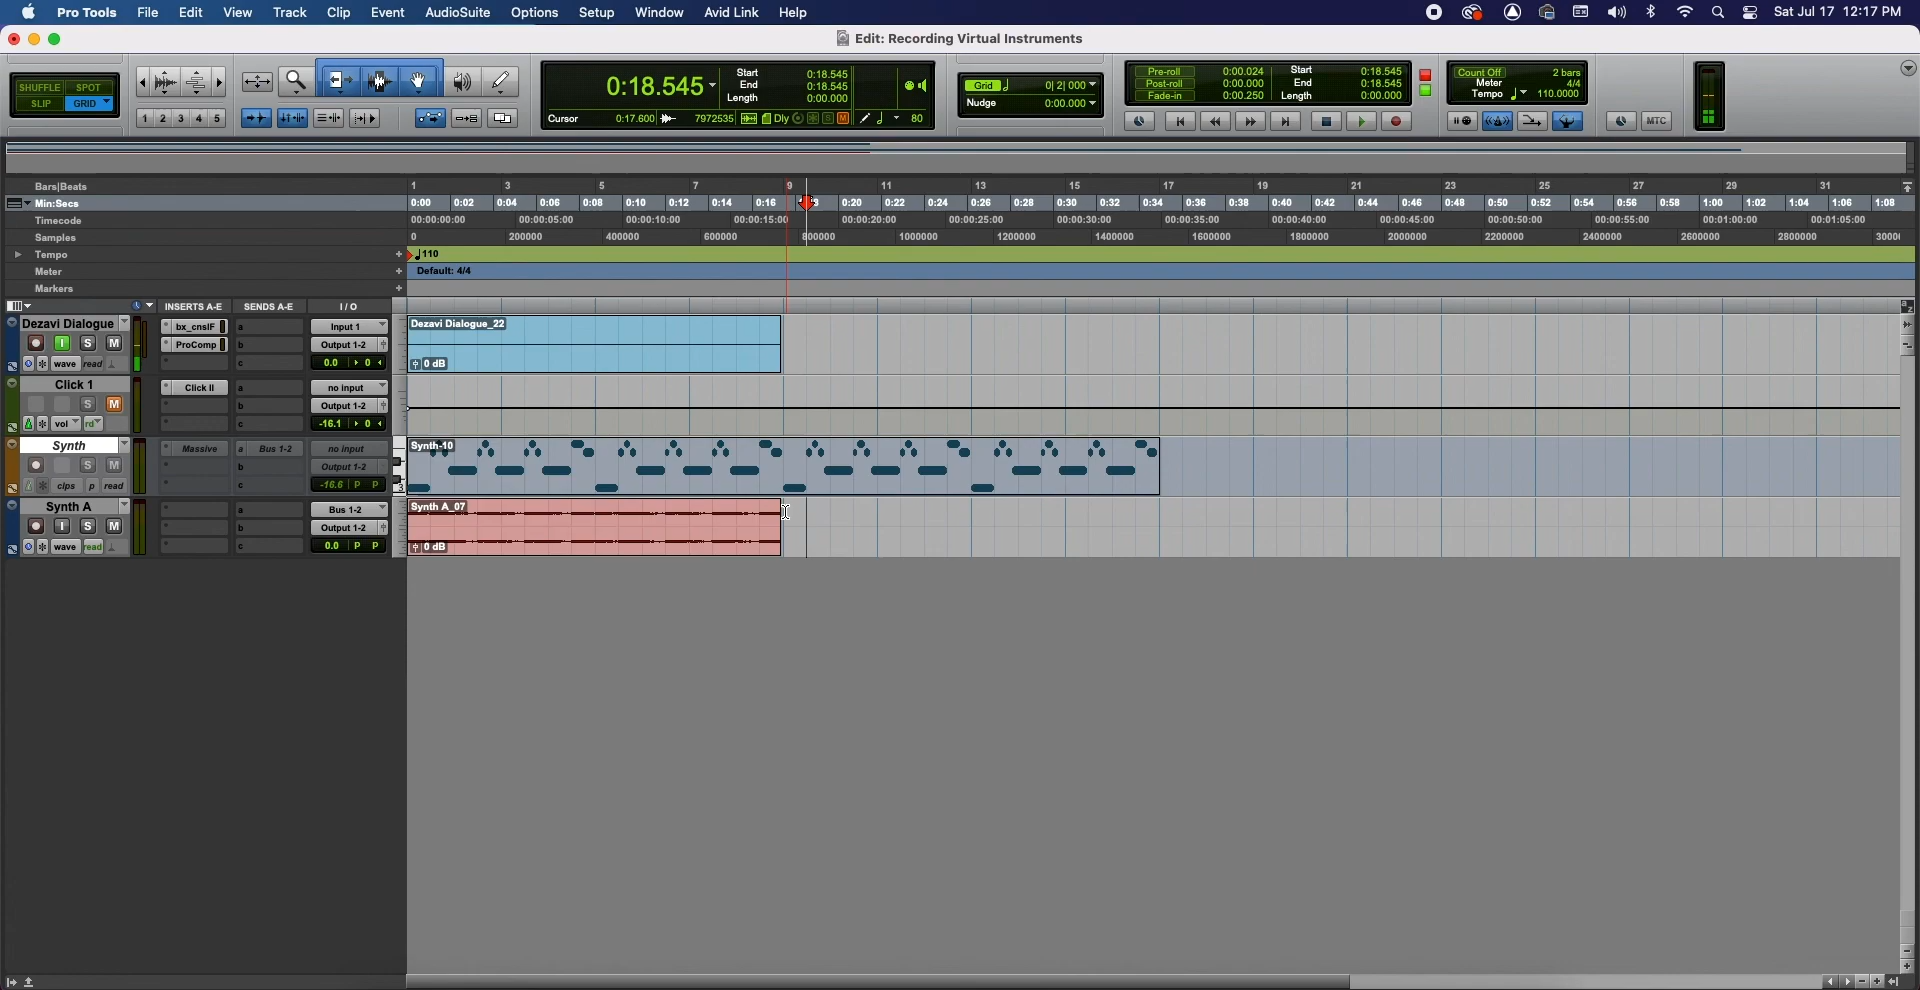 Pro Tools File Edit View Track Clip Event AudioSuite Options Setup Window Avid Link Help Sat Jul 17 12:17 PM
Edit: Recording Virtual Instruments
SHUFFLE SPOT
SLIP GRID
1 2 3 4 5
0:18.545
Start 0:18.545
End 0:18.545
Length 0:00.000
Cursor 0:17.600 7972535 Dly S M 80
Grid 0| 2| 000
Nudge 0:00.000
Pre-roll 0:00.024 Start 0:18.545
Post-roll 0:00.000 End 0:18.545
Fade-in 0:00.250 Length 0:00.000
Count Off 2 bars
Meter 4/4
Tempo 110.0000
MTC
Bars|Beats 1 3 5 7 9 11 13 15 17 19 21 23 25 27 29 31
Min:Secs 0:00 0:02 0:04 0:06 0:08 0:10 0:12 0:14 0:16 0:20 0:22 0:24 0:26 0:28 0:30 0:32 0:34 0:36 0:38 0:40 0:42 0:44 0:46 0:48 0:50 0:52 0:54 0:56 0:58 1:00 1:02 1:04 1:06 1:08
Timecode 00:00:00:00 00:00:05:00 00:00:10:00 00:00:15:00 00:00:20:00 00:00:25:00 00:00:30:00 00:00:35:00 00:00:40:00 00:00:45:00 00:00:50:00 00:00:55:00 00:01:00:00 00:01:05:00
Samples 0 200000 400000 600000 800000 1000000 1200000 1400000 1600000 1800000 2000000 2200000 2400000 2600000 2800000 30000
Tempo + 110
Meter + Default: 4/4
Markers +
INSERTS A-E SENDS A-E I / O
Dezavi Dialogue bx_cnslF a Input 1 Dezavi Dialogue_22
I S M ProComp b Output 1-2
wave read c 0.0 0 0 dB
Click 1 Click II a no input
S M b Output 1-2
vol rd c -16.1 0
Synth Massive a Bus 1-2 no input Synth-10
S M b Output 1-2
clps p read c -16.6 P P 3
Synth A a Bus 1-2 Synth A_07
I S M b Output 1-2
wave read c 0.0 P P 0 dB